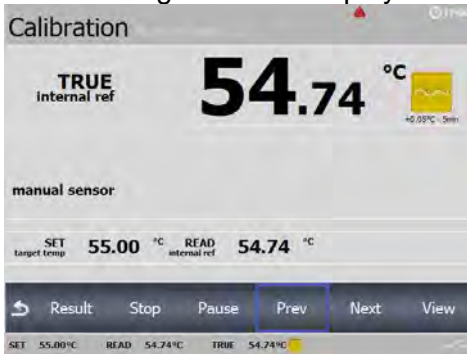 Calibration
TRUE 54.74 °C
internal ref
±0.05°C - 5min
manual sensor
SET 55.00 °C READ 54.74 °C
target temp internal ref
Result Stop Pause Prev Next View
SET 55.00°C READ 54.74°C TRUE 54.74°C